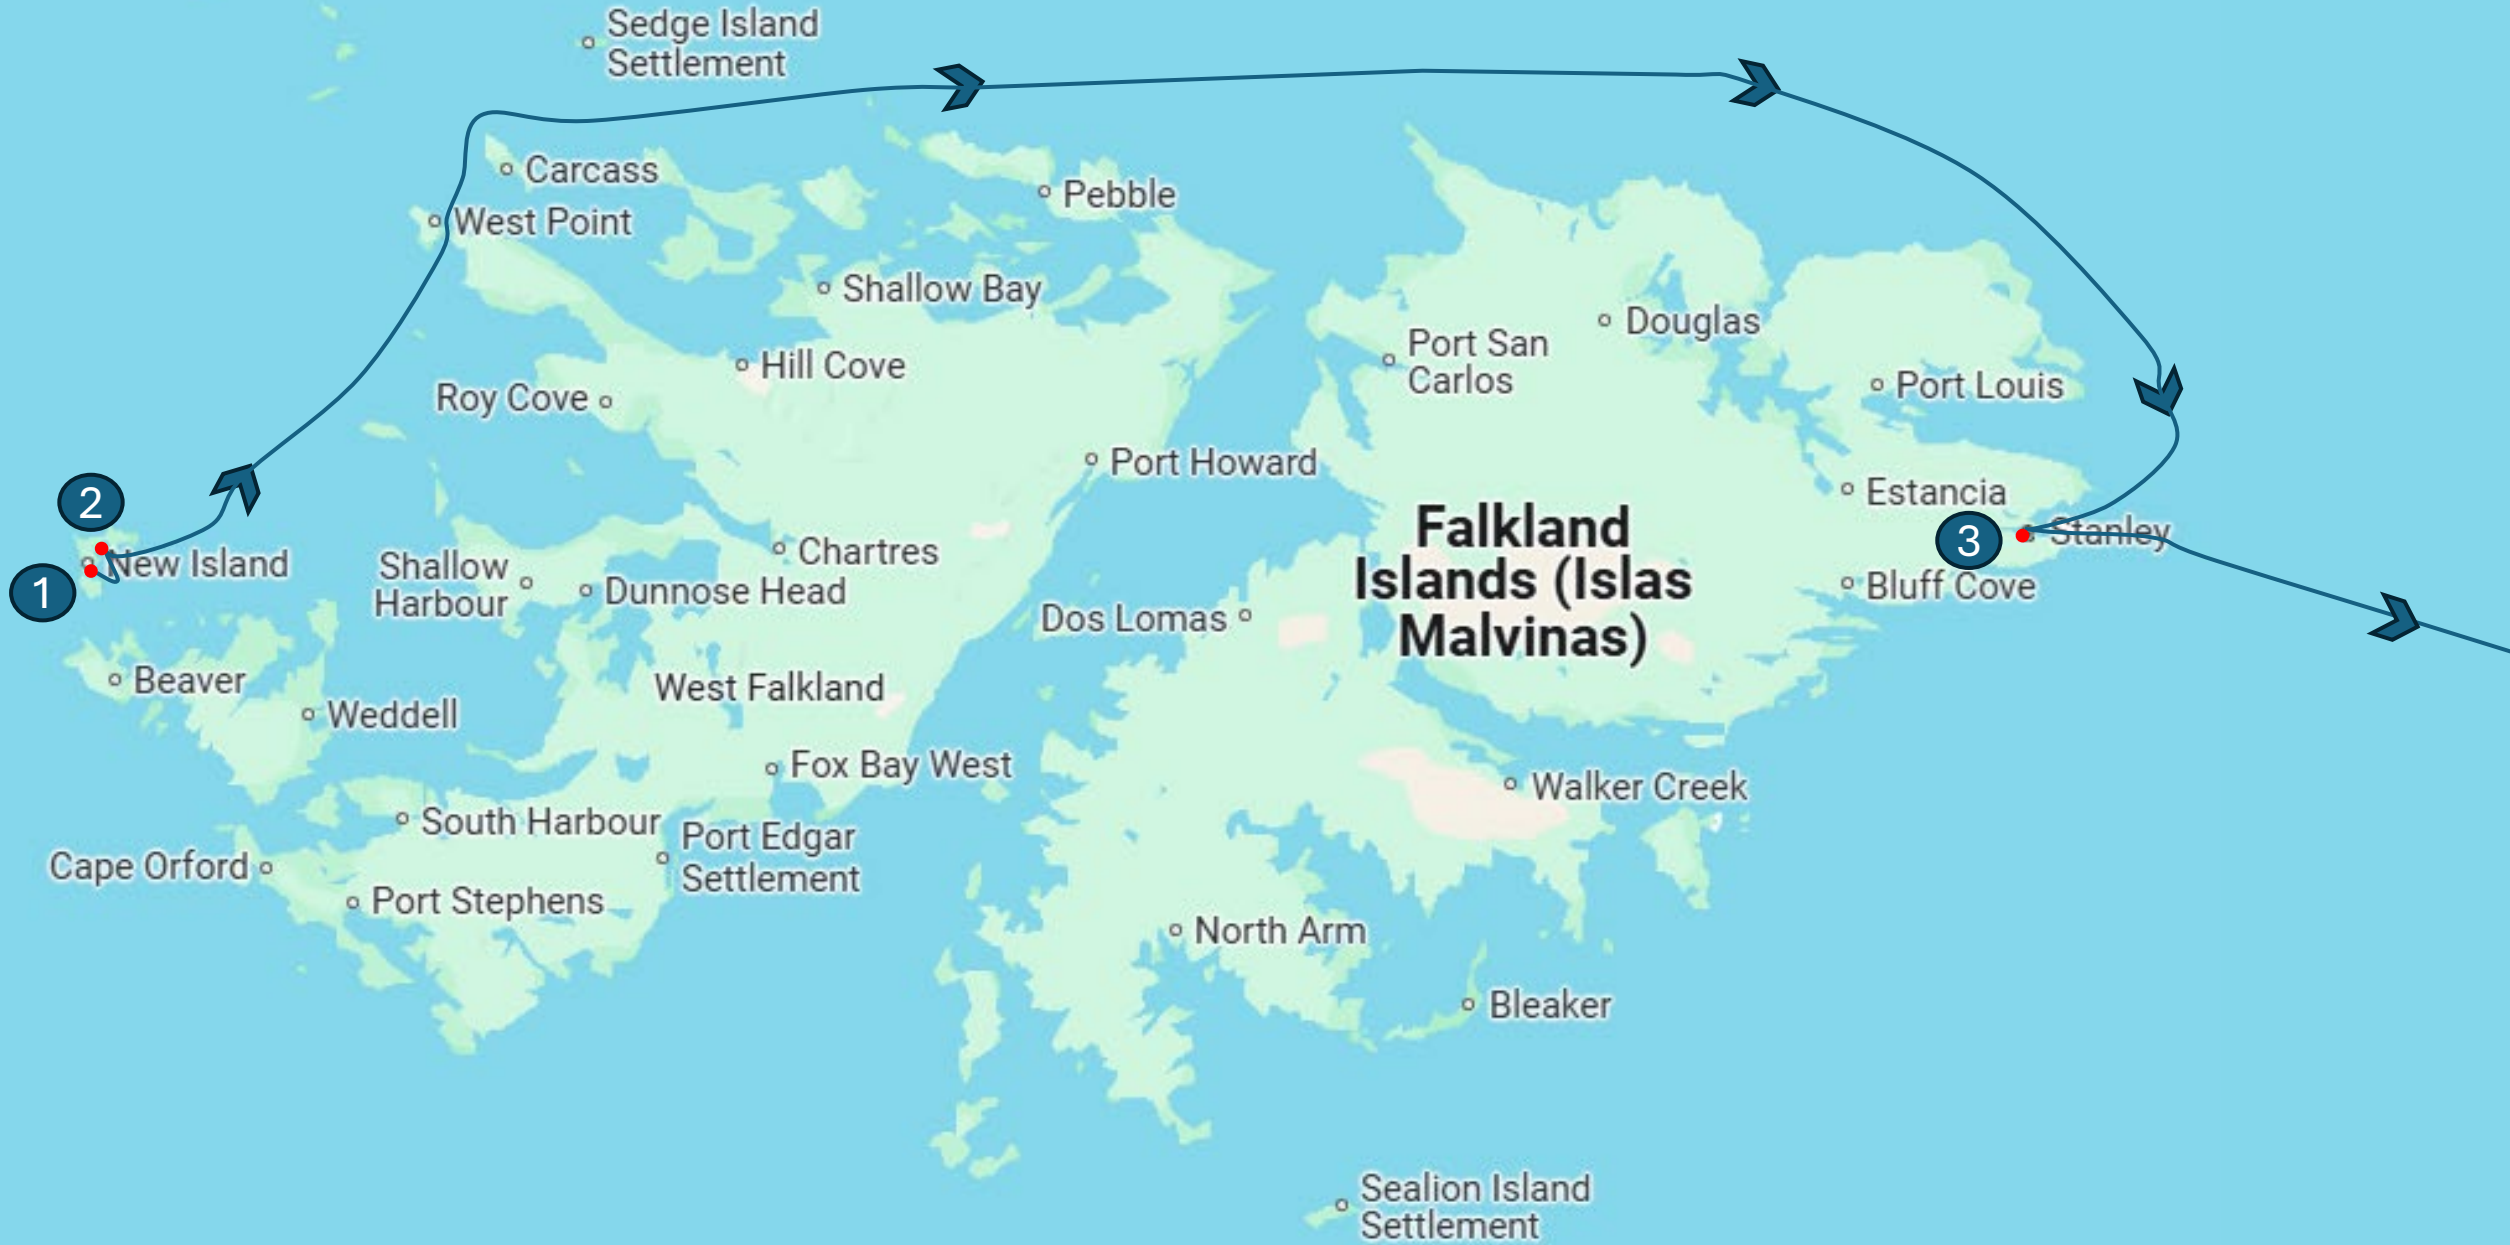 Sedge Island
Settlement
Carcass
Pebble
West Point
Shallow Bay
Douglas
Port San
Carlos
Hill Cove
Port Louis
Roy Cove
Port Howard
2
Estancia
Falkland
Islands (Islas
Malvinas)
3
Stanley
Chartres
New Island
1
Shallow
Harbour
Dunnose Head
Bluff Cove
Dos Lomas
Beaver
West Falkland
Weddell
Fox Bay West
Walker Creek
South Harbour
Port Edgar
Settlement
Cape Orford
Port Stephens
North Arm
Bleaker
Sealion Island
Settlement